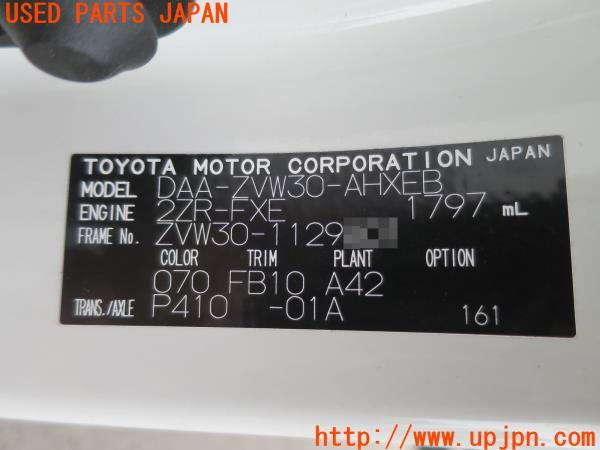 USED PARTS JAPAN
TOYOTA MOTOR CORPORATION JAPAN
MODEL DAA-ZVW30-AHXEB
ENGINE 2ZR-FXE 1797 mL
FRAME No. ZVW30-1129
COLOR TRIM PLANT OPTION
070 FB10 A42
TRANS./AXLE P410 -01A 161
http://www.upjpn.com/